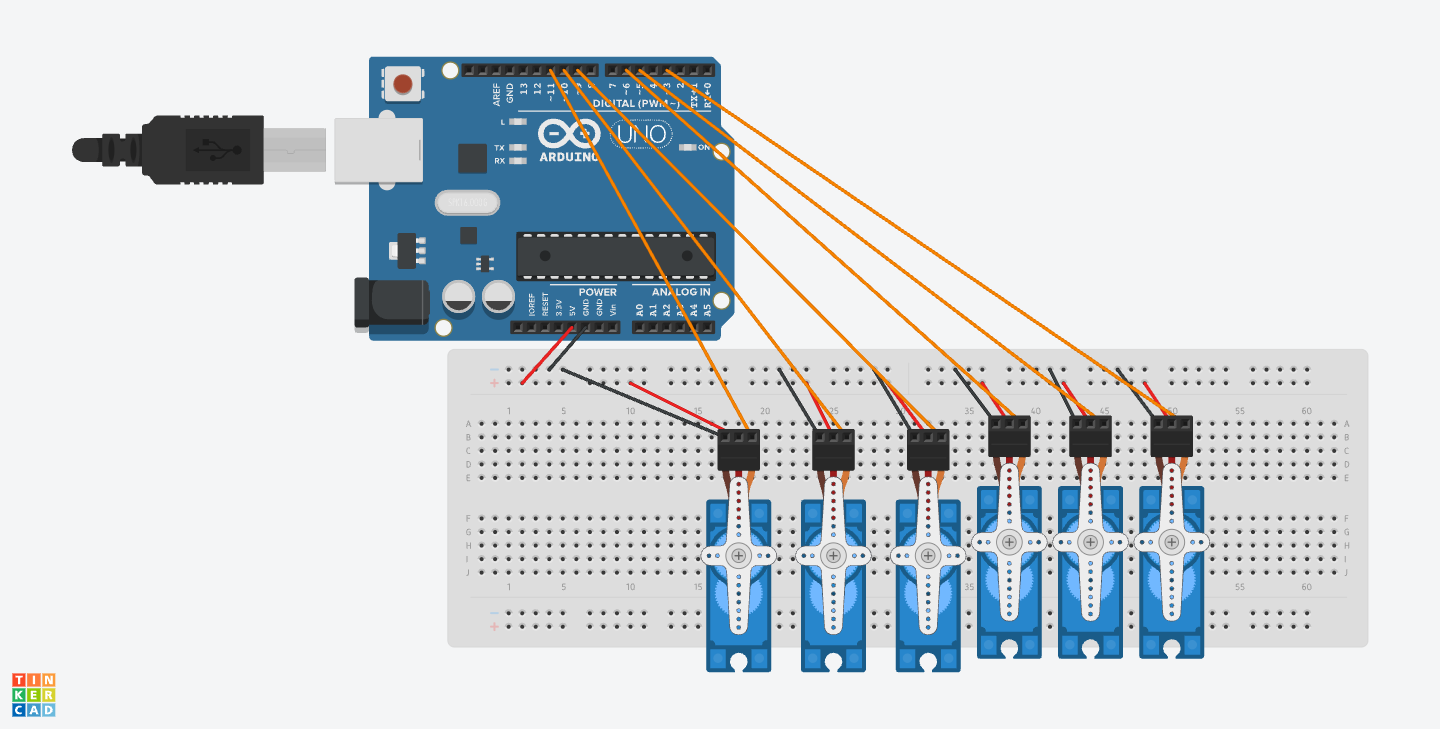 AREF
GND
13
12
~11
~10
~9
8
7
~6
~5
4
~3
2
TX→1
RX←0
DIGITAL (PWM~)
L
TX
RX
UNO
ON
ARDUINO
POWER
ANALOG IN
IOREF
RESET
3.3V
5V
GND
GND
Vin
A0
A1
A2
A3
A4
A5
1 5 10 15 20 25 30 35 40 45 50 55 60
A A
B B
C C
D D
E E
F F
G G
H H
I I
J J
1 5 10 15 35 55 60
TIN
KER
CAD